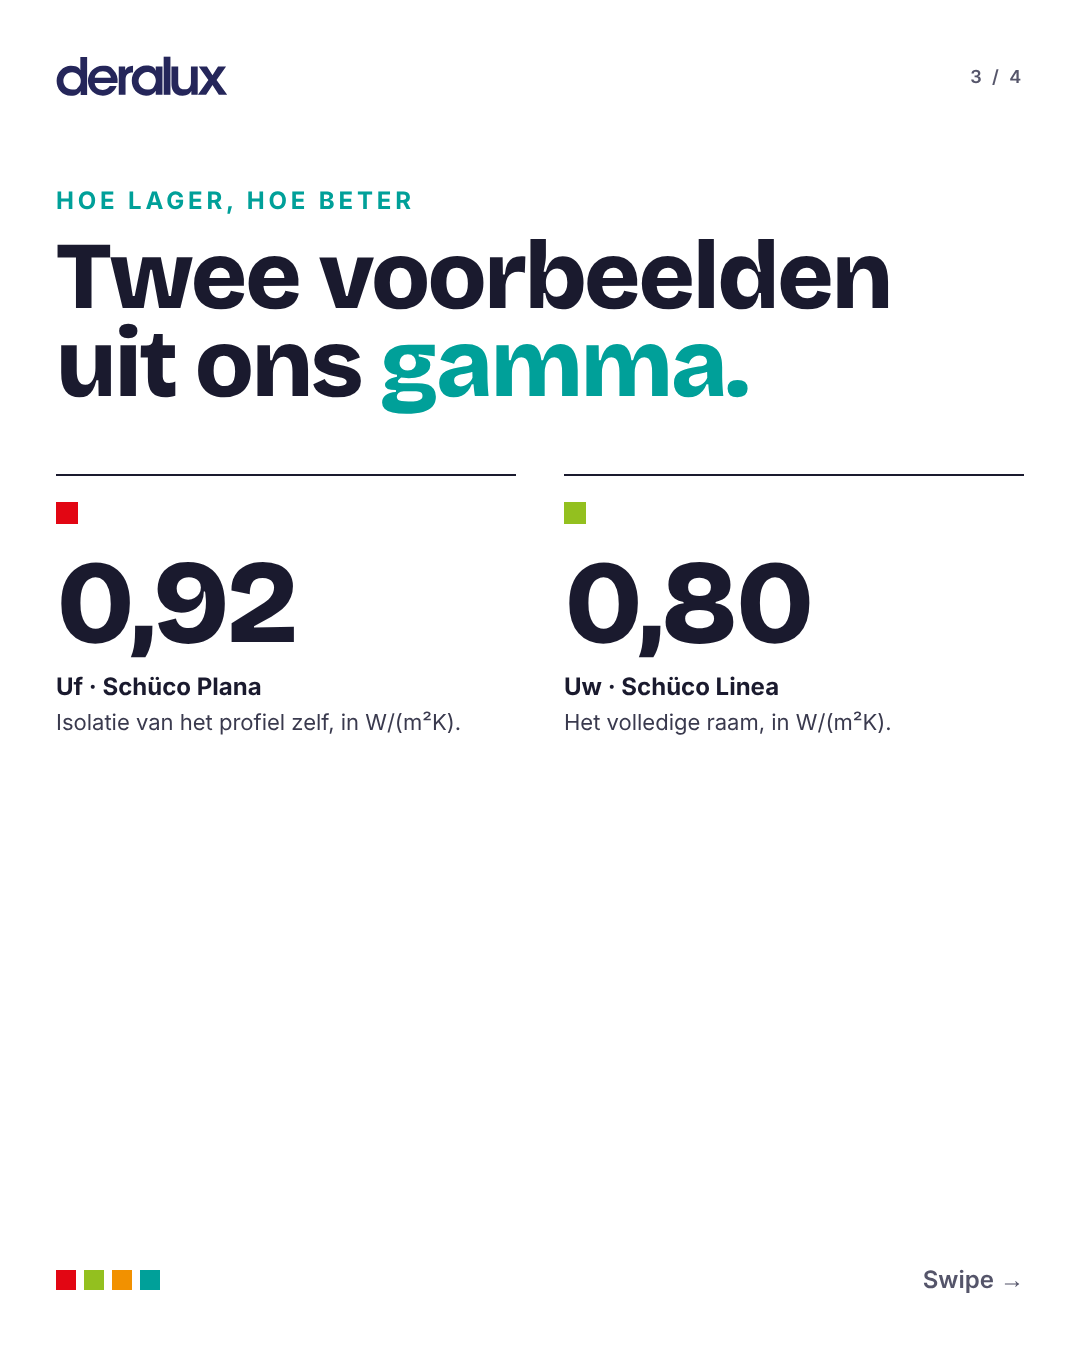 deralux
3 / 4
HOE LAGER, HOE BETER
Twee voorbeelden
uit ons gamma.
0,92
Uf · Schüco Plana
Isolatie van het profiel zelf, in W/(m²K).
0,80
Uw · Schüco Linea
Het volledige raam, in W/(m²K).
Swipe →